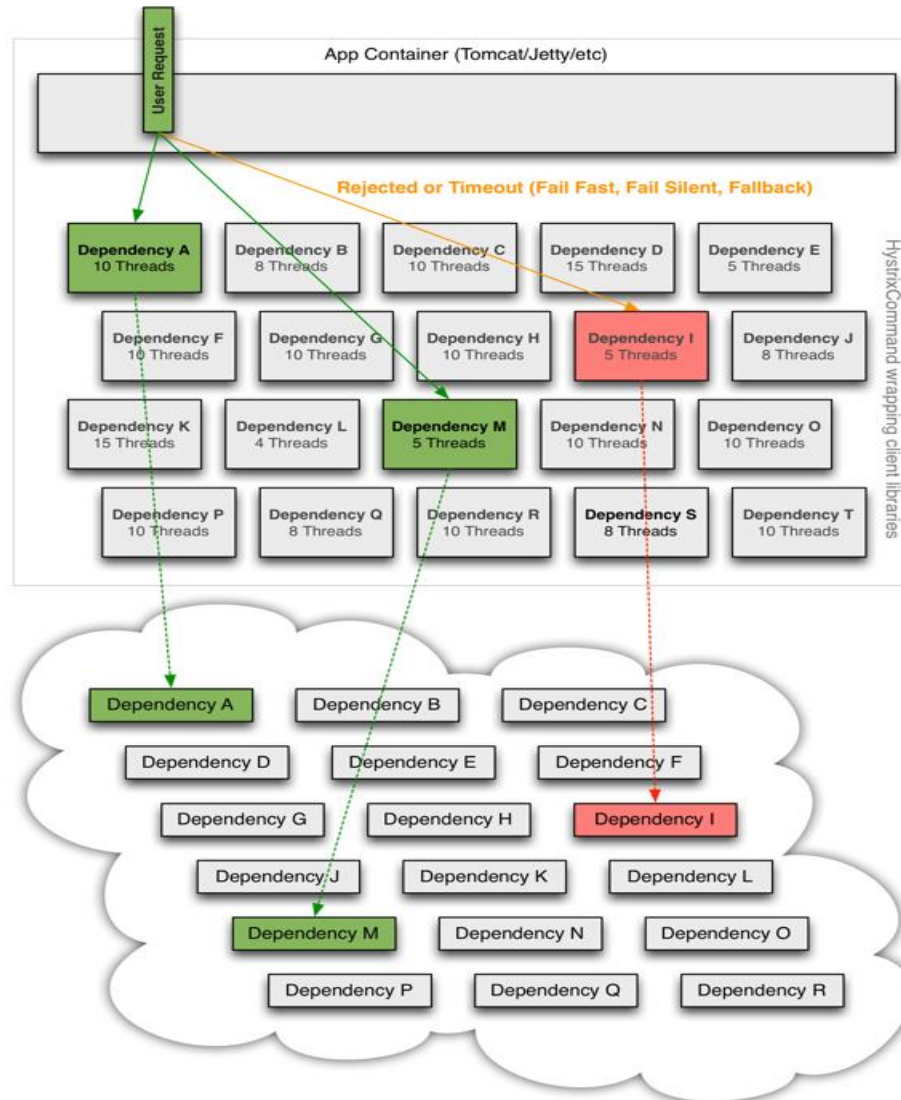 User Request
App Container (Tomcat/Jetty/etc)
Rejected or Timeout (Fail Fast, Fail Silent, Fallback)
Dependency A
10 Threads
Dependency B
8 Threads
Dependency C
10 Threads
Dependency D
15 Threads
Dependency E
5 Threads
Dependency F
10 Threads
Dependency G
10 Threads
Dependency H
10 Threads
Dependency I
5 Threads
Dependency J
8 Threads
Dependency K
15 Threads
Dependency L
4 Threads
Dependency M
5 Threads
Dependency N
10 Threads
Dependency O
10 Threads
Dependency P
10 Threads
Dependency Q
8 Threads
Dependency R
10 Threads
Dependency S
8 Threads
Dependency T
10 Threads
HystrixCommand wrapping client libraries
Dependency A
Dependency B
Dependency C
Dependency D
Dependency E
Dependency F
Dependency G
Dependency H
Dependency I
Dependency J
Dependency K
Dependency L
Dependency M
Dependency N
Dependency O
Dependency P
Dependency Q
Dependency R